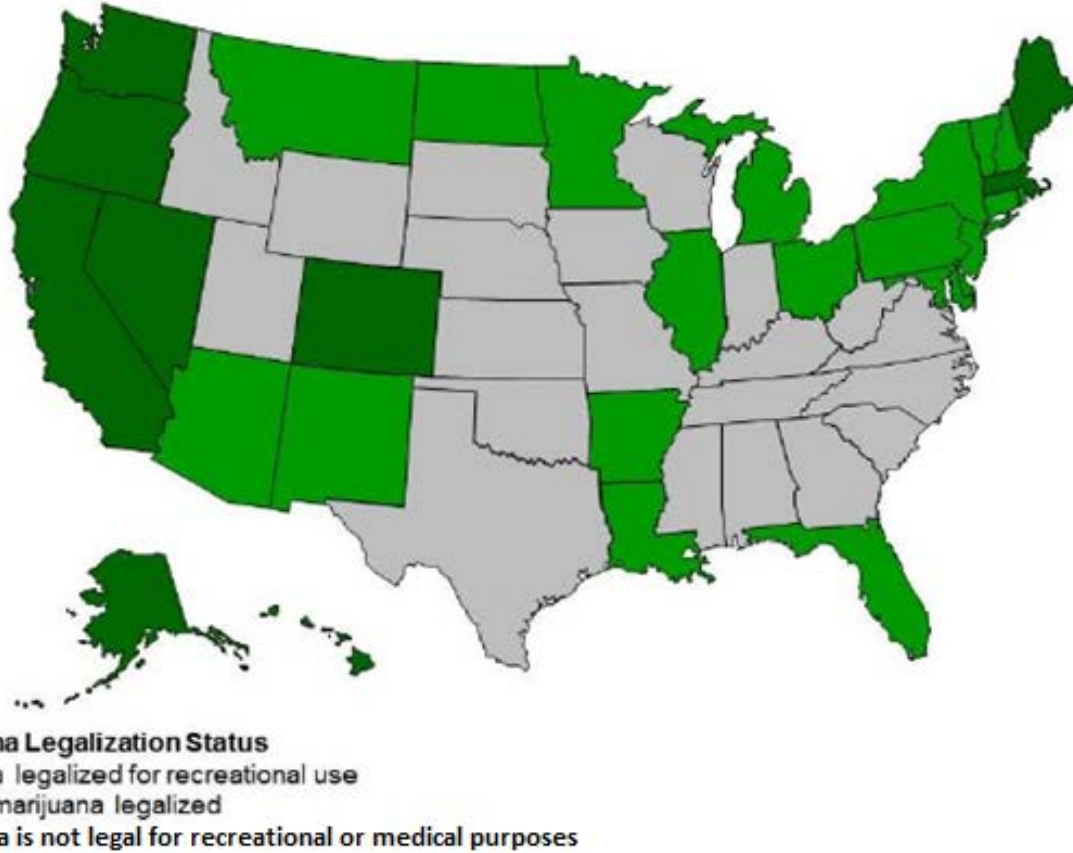 na Legalization Status
a legalized for recreational use
marijuana legalized
a is not legal for recreational or medical purposes